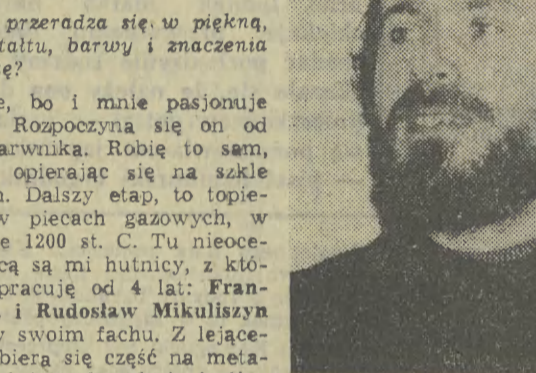 przeradza się w piękną,
tałtu, barwy i znaczenia
ę?
e, bo i mnie pasjonuje
Rozpoczyna się on od
arwnika. Robię to sam,
opierając się na szkle
. Dalszy etap, to topie-
w piecach gazowych, w
e 1200 st. C. Tu nieoce-
cą są mi hutnicy, z któ-
pracuję od 4 lat: Fran-
i Rudosław Mikuliszyn
y swoim fachu. Z lejące-
biera się część na meta-